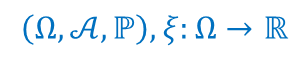 (Ω, 𝒜, ℙ), ξ: Ω → ℝ